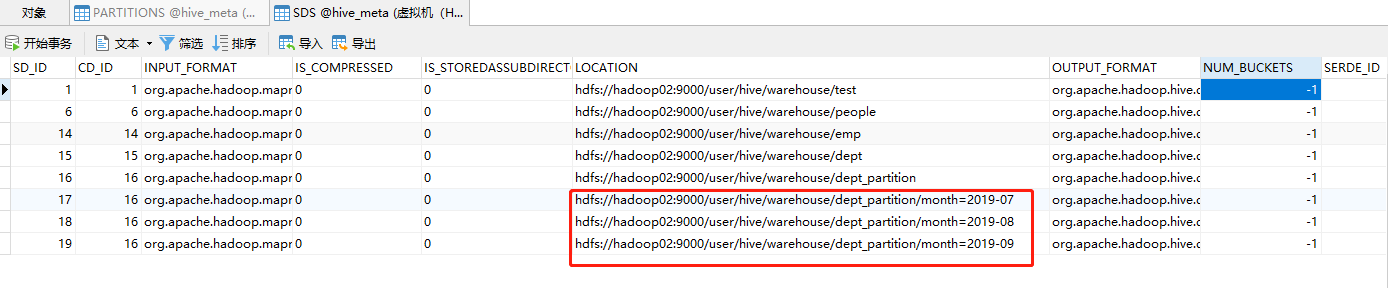 对象 PARTITIONS @hive_meta (... SDS @hive_meta (虚拟机（H...
开始事务 文本 筛选 排序 导入 导出
SD_ID CD_ID INPUT_FORMAT IS_COMPRESSED IS_STOREDASSUBDIRECTO LOCATION OUTPUT_FORMAT NUM_BUCKETS SERDE_ID
1 1 org.apache.hadoop.mapr 0 0 hdfs://hadoop02:9000/user/hive/warehouse/test org.apache.hadoop.hive.c -1
6 6 org.apache.hadoop.mapr 0 0 hdfs://hadoop02:9000/user/hive/warehouse/people org.apache.hadoop.hive.c -1
14 14 org.apache.hadoop.mapr 0 0 hdfs://hadoop02:9000/user/hive/warehouse/emp org.apache.hadoop.hive.c -1
15 15 org.apache.hadoop.mapr 0 0 hdfs://hadoop02:9000/user/hive/warehouse/dept org.apache.hadoop.hive.c -1
16 16 org.apache.hadoop.mapr 0 0 hdfs://hadoop02:9000/user/hive/warehouse/dept_partition org.apache.hadoop.hive.c -1
17 16 org.apache.hadoop.mapr 0 0 hdfs://hadoop02:9000/user/hive/warehouse/dept_partition/month=2019-07 org.apache.hadoop.hive.c -1
18 16 org.apache.hadoop.mapr 0 0 hdfs://hadoop02:9000/user/hive/warehouse/dept_partition/month=2019-08 org.apache.hadoop.hive.c -1
19 16 org.apache.hadoop.mapr 0 0 hdfs://hadoop02:9000/user/hive/warehouse/dept_partition/month=2019-09 org.apache.hadoop.hive.c -1